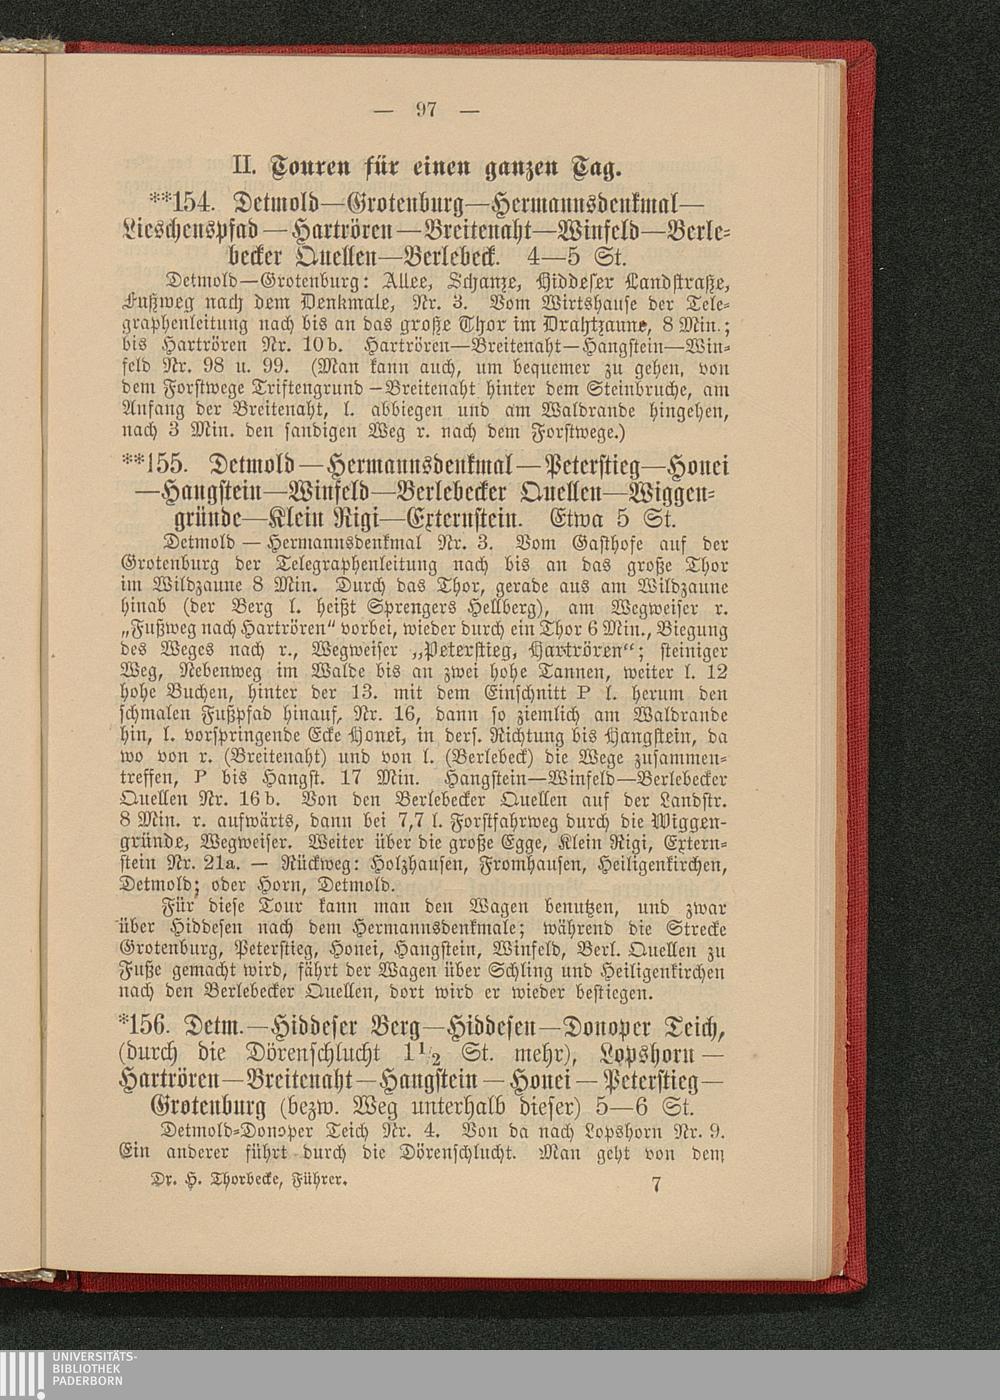 — 97 —
II. Touren für einen ganzen Tag.
**154. Detmold—Grotenburg—Hermannsdenkmal—
Lieschenspfad—Hartrören—Breitenaht—Winfeld—Berle-
becker Quellen—Berlebeck. 4—5 St.
Detmold—Grotenburg: Allee, Schanze, Hiddeser Landstraße,
Fußweg nach dem Denkmale, Nr. 3. Vom Wirtshause der Tele-
graphenleitung nach bis an das große Thor im Drahtzaune, 8 Min.;
bis Hartrören Nr. 10b. Hartrören—Breitenaht—Hangstein—Win-
feld Nr. 98 u. 99. (Man kann auch, um bequemer zu gehen, von
dem Forstwege Triftengrund—Breitenaht hinter dem Steinbruche, am
Anfang der Breitenaht, l. abbiegen und am Waldrande hingehen,
nach 3 Min. den sandigen Weg r. nach dem Forstwege.)
**155. Detmold—Hermannsdenkmal—Peterstieg—Honei
—Hangstein—Winfeld—Berlebecker Quellen—Wiggen-
gründe—Klein Rigi—Externstein. Etwa 5 St.
Detmold — Hermannsdenkmal Nr. 3. Vom Gasthofe auf der
Grotenburg der Telegraphenleitung nach bis an das große Thor
im Wildzaune 8 Min. Durch das Thor, gerade aus am Wildzaune
hinab (der Berg l. heißt Sprengers Hellberg), am Wegweiser r.
„Fußweg nach Hartrören" vorbei, wieder durch ein Thor 6 Min., Biegung
des Weges nach r., Wegweiser „Peterstieg, Hartrören"; steiniger
Weg, Nebenweg im Walde bis an zwei hohe Tannen, weiter l. 12
hohe Buchen, hinter der 13. mit dem Einschnitt P l. herum den
schmalen Fußpfad hinauf, Nr. 16, dann so ziemlich am Waldrande
hin, l. vorspringende Ecke Honei, in ders. Richtung bis Hangstein, da
wo von r. (Breitenaht) und von l. (Berlebeck) die Wege zusammen-
treffen, P bis Hangst. 17 Min. Hangstein—Winfeld—Berlebecker
Quellen Nr. 16b. Von den Berlebecker Quellen auf der Landstr.
8 Min. r. aufwärts, dann bei 7,7 l. Forstfahrweg durch die Wiggen-
gründe, Wegweiser. Weiter über die große Egge, Klein Rigi, Extern-
stein Nr. 21a. — Rückweg: Holzhausen, Fromhausen, Heiligenkirchen,
Detmold; oder Horn, Detmold.
Für diese Tour kann man den Wagen benutzen, und zwar
über Hiddesen nach dem Hermannsdenkmale; während die Strecke
Grotenburg, Peterstieg, Honei, Hangstein, Winfeld, Berl. Quellen zu
Fuße gemacht wird, fährt der Wagen über Schling und Heiligenkirchen
nach den Berlebecker Quellen, dort wird er wieder bestiegen.
*156. Detm.—Hiddeser Berg—Hiddesen—Donoper Teich,
(durch die Dörenschlucht 1 1/2 St. mehr), Lopshorn—
Hartrören—Breitenaht—Hangstein—Honei—Peterstieg—
Grotenburg (bezw. Weg unterhalb dieser) 5—6 St.
Detmold-Donoper Teich Nr. 4. Von da nach Lopshorn Nr. 9.
Ein anderer führt durch die Dörenschlucht. Man geht von dem
Dr. H. Thorbecke, Führer. 7
UNIVERSITÄTS-
BIBLIOTHEK
PADERBORN